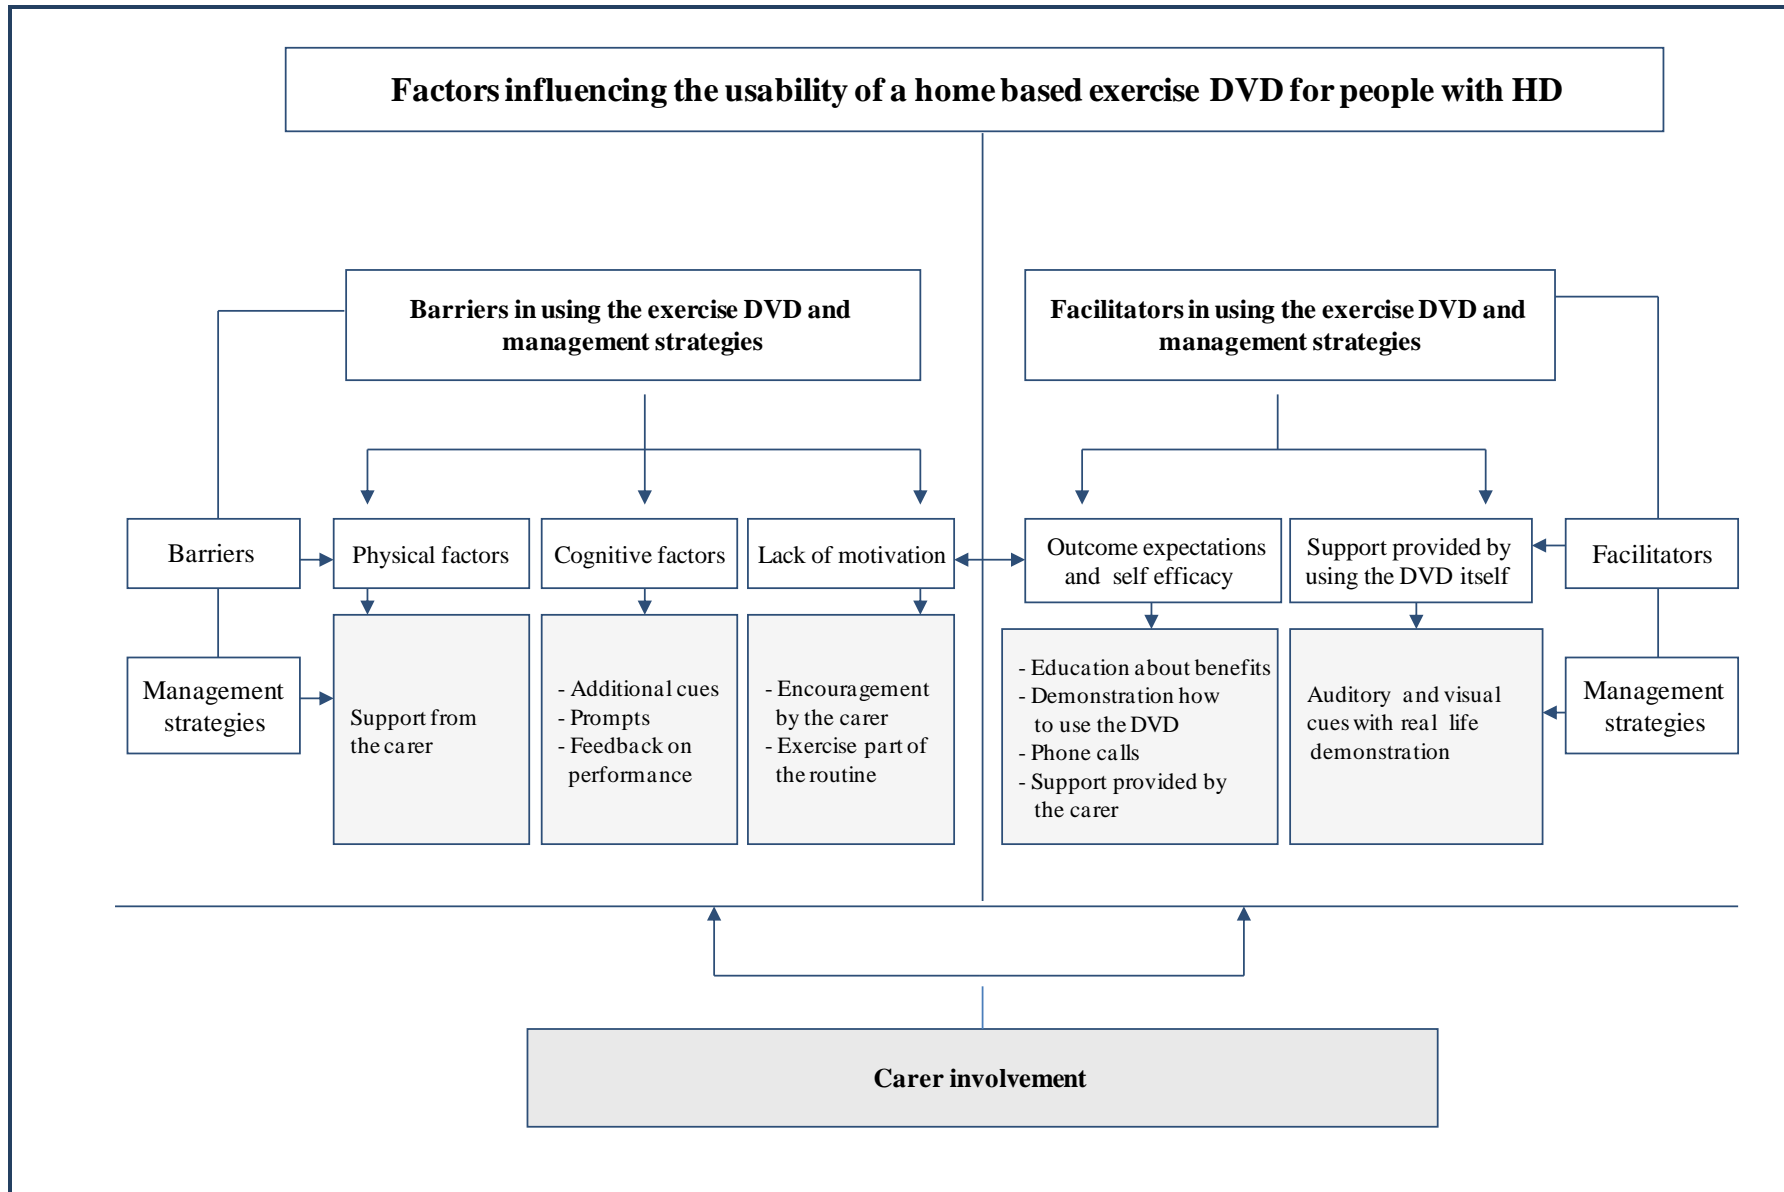 Factors influencing the usability of a home based exercise DVD for people with HD
Barriers in using the exercise DVD and
management strategies
Facilitators in using the exercise DVD and
management strategies
Barriers
Physical factors
Cognitive factors
Lack of motivation
Outcome expectations
and self efficacy
Support provided by
using the DVD itself
Facilitators
Management
strategies
Support from
the carer
- Additional cues
- Prompts
- Feedback on
performance
- Encouragement
by the carer
- Exercise part of
the routine
- Education about benefits
- Demonstration how
to use the DVD
- Phone calls
- Support provided by
the carer
Auditory and visual
cues with real life
demonstration
Management
strategies
Carer involvement